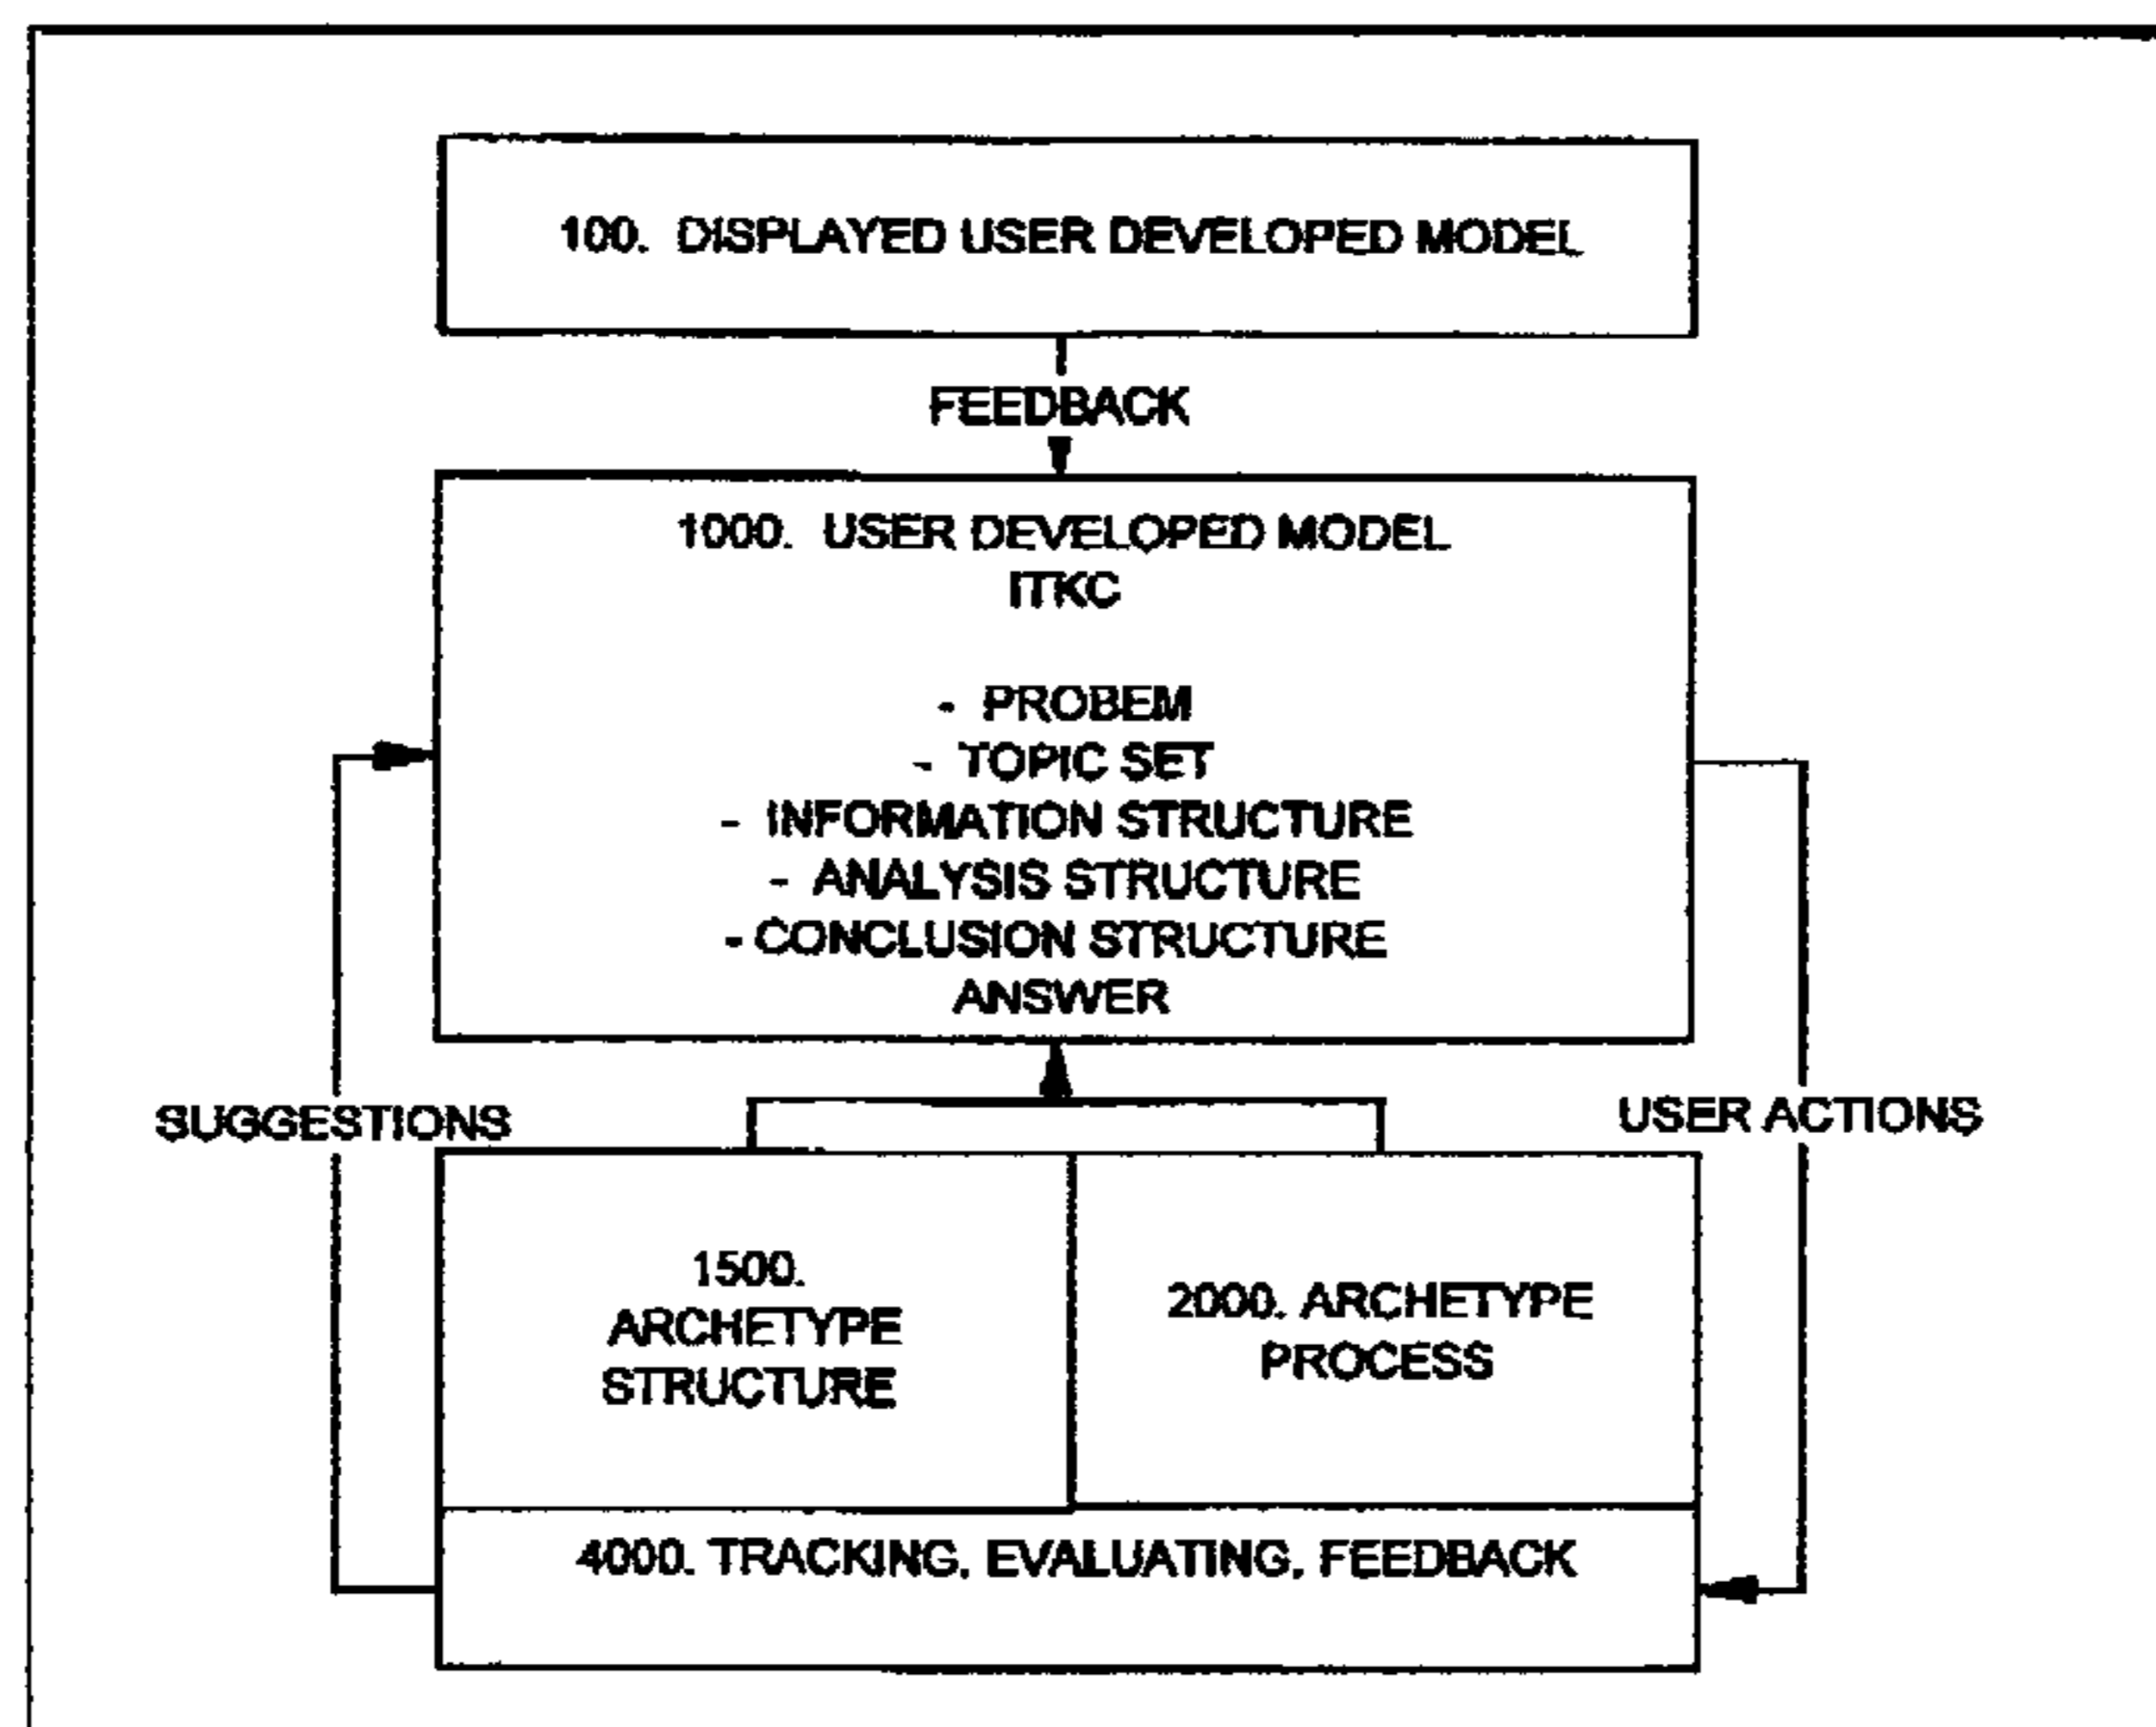 100. DISPLAYED USER DEVELOPED MODEL
FEEDBACK
1000. USER DEVELOPED MODEL
ITKC
- PROBEM
- TOPIC SET
- INFORMATION STRUCTURE
- ANALYSIS STRUCTURE
- CONCLUSION STRUCTURE
ANSWER
SUGGESTIONS
USER ACTIONS
1500.
ARCHETYPE
STRUCTURE
2000. ARCHETYPE
PROCESS
4000. TRACKING, EVALUATING, FEEDBACK